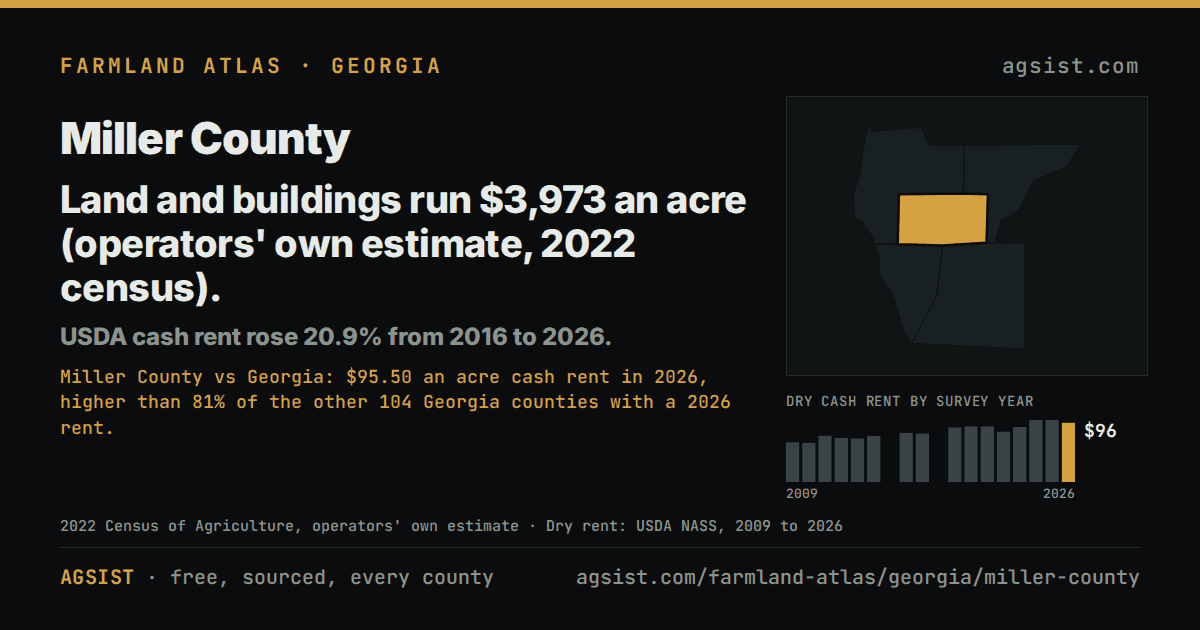 FARMLAND ATLAS · GEORGIA
agsist.com
Miller County
Land and buildings run $3,973 an acre
(operators' own estimate, 2022
census).
USDA cash rent rose 20.9% from 2016 to 2026.
Miller County vs Georgia: $95.50 an acre cash rent in 2026,
higher than 81% of the other 104 Georgia counties with a 2026
rent.
DRY CASH RENT BY SURVEY YEAR
$96
2009
2026
2022 Census of Agriculture, operators' own estimate · Dry rent: USDA NASS, 2009 to 2026
AGSIST · free, sourced, every county
agsist.com/farmland-atlas/georgia/miller-county